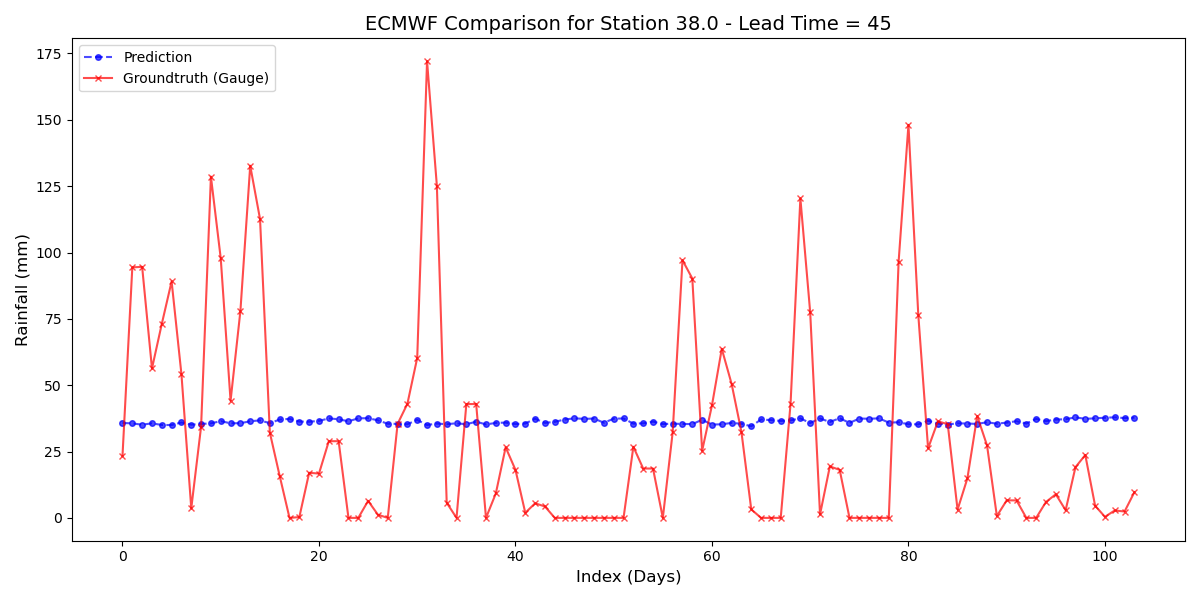 ECMWF Comparison for Station 38.0 - Lead Time = 45
Prediction
Groundtruth (Gauge)
Rainfall (mm)
175
150
125
100
75
50
25
0
0 20 40 60 80 100
Index (Days)